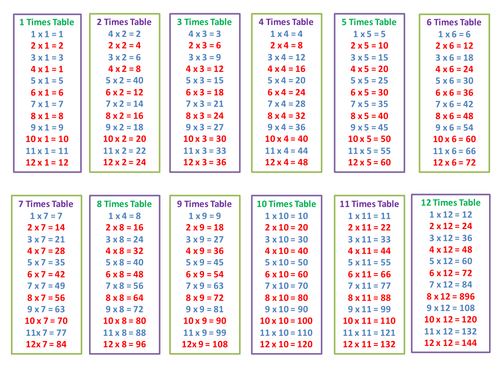 1 Times Table
1 x 1 = 1
2 x 1 = 2
3 x 1 = 3
4 x 1 = 1
5 x 1 = 5
6 x 1 = 6
7 x 1 = 7
8 x 1 = 8
9 x 1 = 9
10 x 1 = 10
11 x 1 = 11
12 x 1 = 12
2 Times Table
4 x 2 = 2
2 x 2 = 4
3 x 2 = 6
4 x 2 = 8
5 x 2 = 40
6 x 2 = 12
7 x 2 = 14
8 x 2 = 16
9 x 2 = 18
10 x 2 = 20
11 x 2 = 22
12 x 2 = 24
3 Times Table
4 x 3 = 3
2 x 3 = 6
3 x 3 = 9
4 x 3 = 12
5 x 3 = 15
6 x 3 = 18
7 x 3 = 21
8 x 3 = 24
9 x 3 = 27
10 x 3 = 30
11 x 3 = 33
12 x 3 = 36
4 Times Table
1 x 4 = 4
2 x 4 = 8
3 x 4 = 12
4 x 4 = 16
5 x 4 = 20
6 x 4 = 24
7 x 4 = 28
8 x 4 = 32
9 x 4 = 36
10 x 4 = 40
11 x 4 = 44
12 x 4 = 48
5 Times Table
1 x 5 = 5
2 x 5 = 10
3 x 5 = 15
4 x 5 = 20
5 x 5 = 25
6 x 5 = 30
7 x 5 = 35
8 x 5 = 40
9 x 5 = 45
10 x 5 = 50
11 x 5 = 55
12 x 5 = 60
6 Times Table
1 x 6 = 6
2 x 6 = 12
3 x 6 = 18
4 x 6 = 24
5 x 6 = 30
6 x 6 = 36
7 x 6 = 42
8 x 6 = 48
9 x 6 = 54
10 x 6 = 60
11 x 6 = 66
12 x 6 = 72
7 Times Table
1 x 7 = 7
2 x 7 = 14
3 x 7 = 21
4 x 7 = 28
5 x 7 = 35
6 x 7 = 42
7 x 7 = 49
8 x 7 = 56
9 x 7 = 63
10 x 7 = 70
11x 7 = 77
12x 7 = 84
8 Times Table
1 x 4 = 8
2 x 8 = 16
3 x 8 = 24
4 x 8 = 32
5 x 8 = 40
6 x 8 = 48
7 x 8 = 56
8 x 8 = 64
9 x 8 = 72
10 x 8 = 80
11 x 8 = 88
12 x 8 = 96
9 Times Table
1 x 9 = 9
2 x 9 = 18
3 x 9 = 27
4 x 9 = 36
5 x 9 = 45
6 x 9 = 54
7 x 9 = 63
8 x 9 = 72
9 x 9 = 81
10 x 9 = 90
11 x 9 = 99
12x 9 = 108
10 Times Table
1 x 10 = 10
2 x 10 = 20
3 x 10 = 30
4 x 10 = 40
5 x 10 = 50
6 x 10 = 60
7 x 10 = 70
8 x 10 = 80
9 x 10 = 90
10 x 10 = 100
11 x 10 = 110
12 x 10 = 120
11 Times Table
1 x 11 = 11
2 x 11 = 22
3 x 11 = 33
4 x 11 = 44
5 x 11 = 55
6 x 11 = 66
7 x 11 = 77
8 x 11 = 88
9 x 11 = 99
10 x 11 = 110
11 x 11 = 121
12 x 11 = 132
12 Times Table
1 x 12 = 12
2 x 12 = 24
3 x 12 = 36
4 x 12 = 48
5 x 12 = 60
6 x 12 = 72
7 x 12 = 84
8 x 12 = 896
9 x 12 = 108
10 x 12 = 120
11 x 12 = 132
12 x 12 = 144